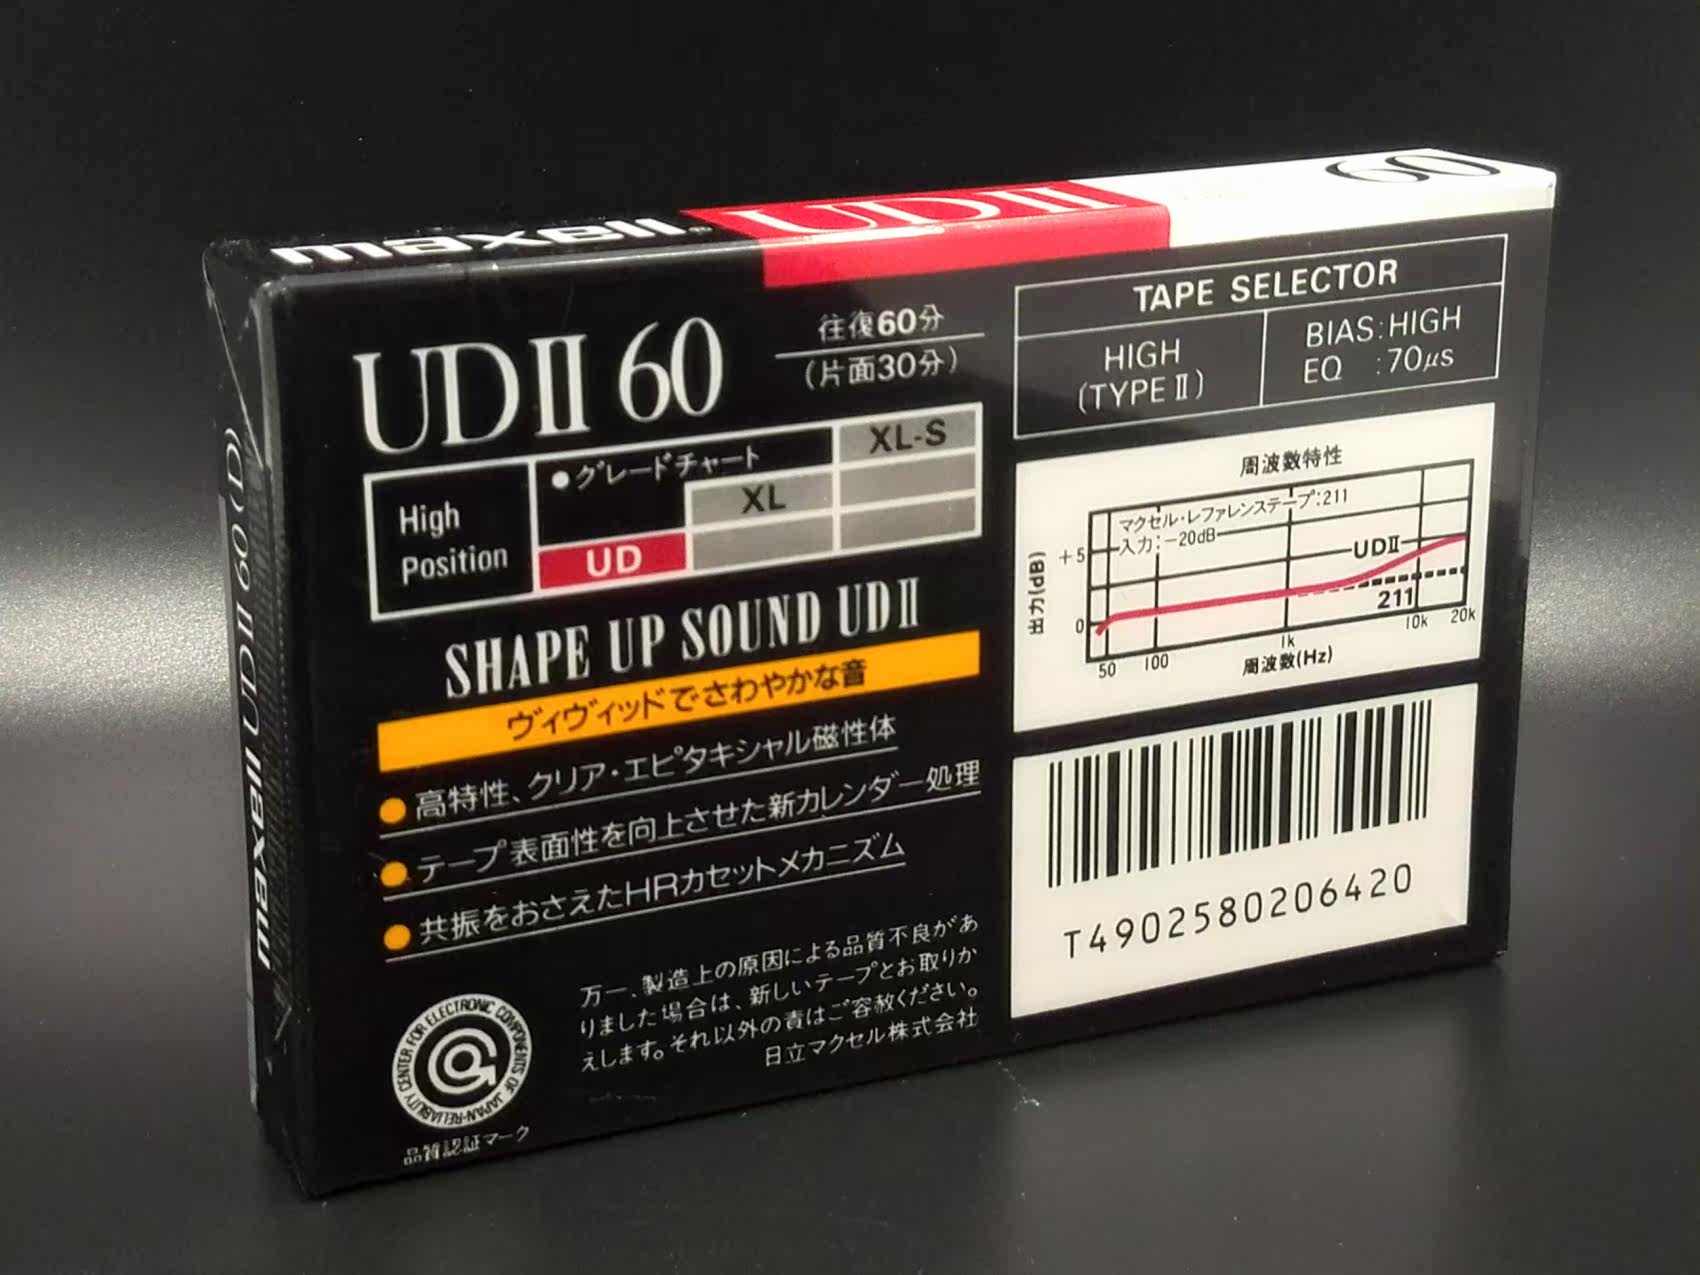 maxell® UDII 60
maxell UDII 60(D)
UDII 60
往復60分
(片面30分)
High
Position
●グレードチャート
UD
XL
XL-S
SHAPE UP SOUND UDII
ヴィヴィッドでさわやかな音
●高特性、クリア・エピタキシャル磁性体
●テープ表面性を向上させた新カレンダー処理
●共振をおさえたHRカセットメカニズム
万一、製造上の原因による品質不良があ
りました場合は、新しいテープとお取りか
えします。それ以外の責はご容赦ください。
日立マクセル株式会社
CENTER FOR ELECTRONIC COMPONENTS OF JAPAN-RELIABILITY
品質認証マーク
TAPE SELECTOR
HIGH
(TYPE II)
BIAS:HIGH
EQ :70μs
周波数特性
マクセル・レファレンステープ:211
入力:-20dB
UDII
211
出力(dB)
+5
0
50 100 1k 10k 20k
周波数(Hz)
T4902580206420